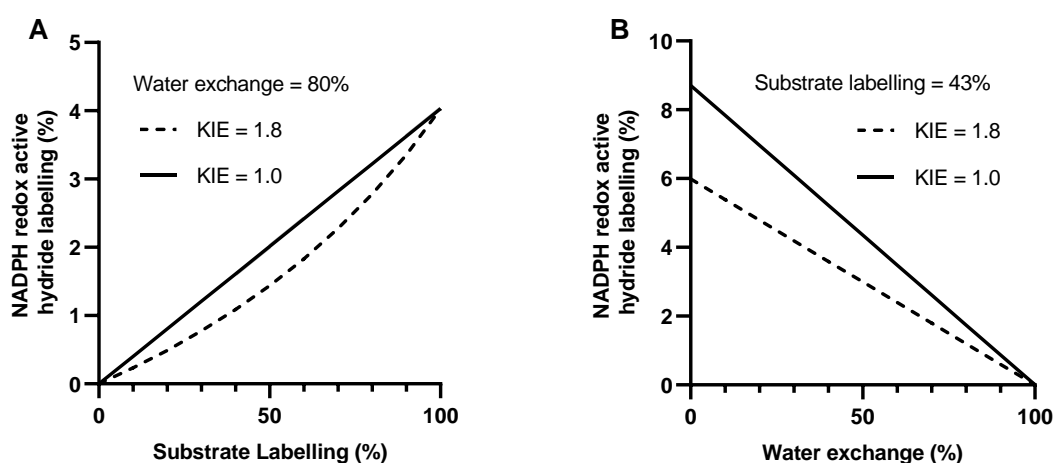 A
5
4
3
2
1
0
NADPH redox active
hydride labelling (%)
Water exchange = 80%
KIE = 1.8
KIE = 1.0
0
50
100
Substrate Labelling (%)
B
10
8
6
4
2
0
NADPH redox active
hydride labelling (%)
Substrate labelling = 43%
KIE = 1.8
KIE = 1.0
0
50
100
Water exchange (%)